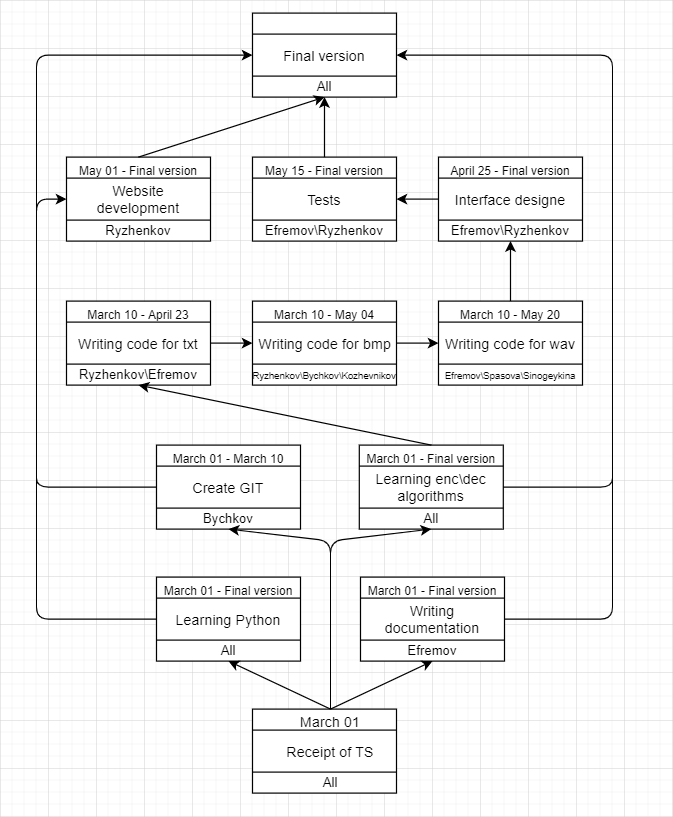 Final version
All
May 01 - Final version
Website
development
Ryzhenkov
May 15 - Final version
Tests
Efremov\Ryzhenkov
April 25 - Final version
Interface designe
Efremov\Ryzhenkov
March 10 - April 23
Writing code for txt
Ryzhenkov\Efremov
March 10 - May 04
Writing code for bmp
Ryzhenkov\Bychkov\Kozhevnikov
March 10 - May 20
Writing code for wav
Efremov\Spasova\Sinogeykina
March 01 - March 10
Create GIT
Bychkov
March 01 - Final version
Learning enc\dec
algorithms
All
March 01 - Final version
Learning Python
All
March 01 - Final version
Writing
documentation
Efremov
March 01
Receipt of TS
All